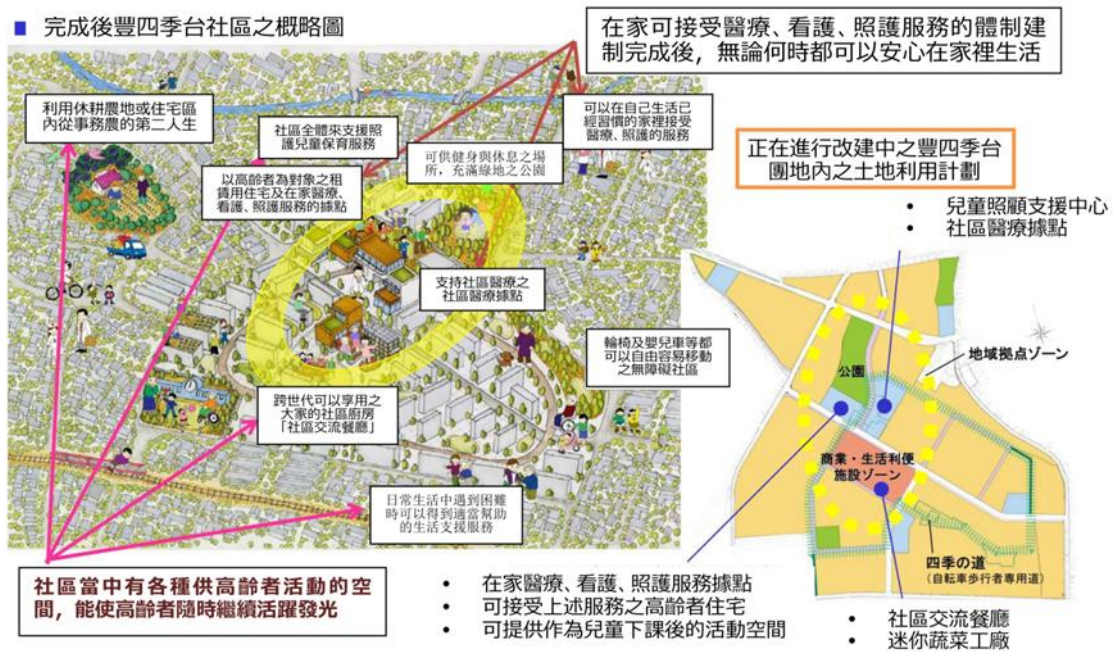 ■ 完成後豐四季台社區之概略圖
在家可接受醫療、看護、照護服務的體制建
制完成後，無論何時都可以安心在家裡生活
利用休耕農地或住宅區
內從事務農的第二人生
社區全體來支援照
護兒童保育服務
可以在自己生活已
經習慣的家裡接受
醫療、照護的服務
可供健身與休息之場
所，充滿綠地之公園
以高齡者為對象之租
賃用住宅及在家醫療、
看護、照護服務的據點
支持社區醫療之
社區醫療據點
輪椅及嬰兒車等都
可以自由容易移動
之無障礙社區
跨世代可以享用之
大家的社區廚房
「社區交流餐廳」
日常生活中遇到困難
時可以得到適當幫助
的生活支援服務
社區當中有各種供高齡者活動的空
間，能使高齡者隨時繼續活躍發光
正在進行改建中之豐四季台
團地內之土地利用計劃
• 兒童照顧支援中心
• 社區醫療據點
地域拠点ゾーン
公園
商業・生活利便
施設ゾーン
四季の道
（自転車歩行者専用道）
• 在家醫療、看護、照護服務據點
• 可接受上述服務之高齡者住宅
• 可提供作為兒童下課後的活動空間
• 社區交流餐廳
• 迷你蔬菜工廠